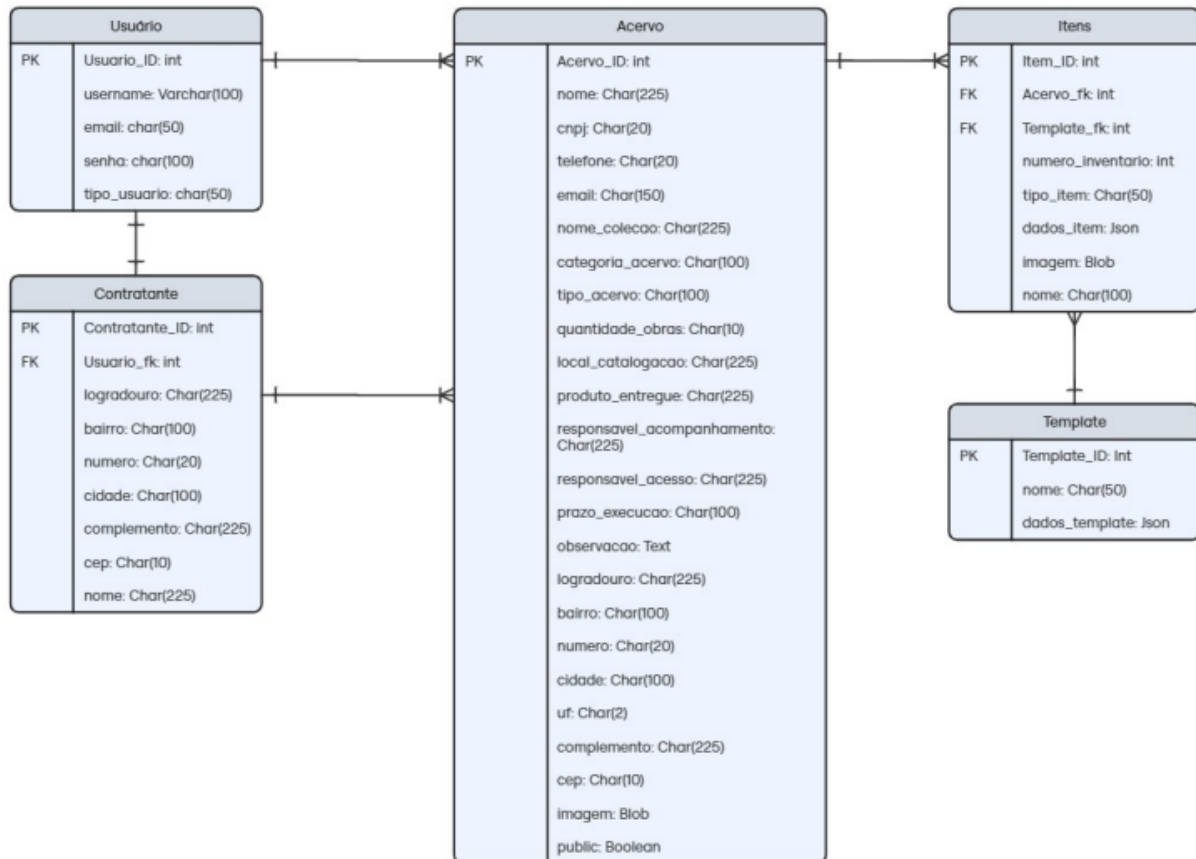 Usuário
PK Usuario_ID: int
username: Varchar(100)
email: char(50)
senha: char(100)
tipo_usuario: char(50)
Contratante
PK Contratante_ID: int
FK Usuario_fk: int
logradouro: Char(225)
bairro: Char(100)
numero: Char(20)
cidade: Char(100)
complemento: Char(225)
cep: Char(10)
nome: Char(225)
Acervo
PK Acervo_ID: int
nome: Char(225)
cnpj: Char(20)
telefone: Char(20)
email: Char(150)
nome_colecao: Char(225)
categoria_acervo: Char(100)
tipo_acervo: Char(100)
quantidade_obras: Char(10)
local_catalogacao: Char(225)
produto_entregue: Char(225)
responsavel_acompanhamento:
Char(225)
responsavel_acesso: Char(225)
prazo_execucao: Char(100)
observacao: Text
logradouro: Char(225)
bairro: Char(100)
numero: Char(20)
cidade: Char(100)
uf: Char(2)
complemento: Char(225)
cep: Char(10)
imagem: Blob
public: Boolean
Itens
PK Item_ID: int
FK Acervo_fk: int
FK Template_fk: int
numero_inventario: int
tipo_item: Char(50)
dados_item: Json
imagem: Blob
nome: Char(100)
Template
PK Template_ID: Int
nome: Char(50)
dados_template: Json